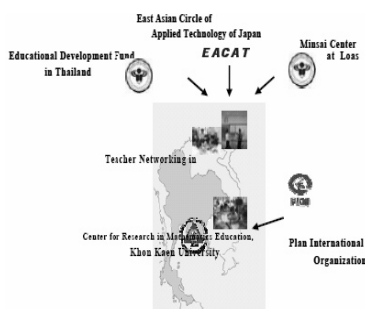 East Asian Circle of
Applied Technology of Japan
EACAT
Educational Development Fund
in Thailand
Minsai Center
at Loas
Teacher Networking in
Center for Research in Mathematics Education,
Khon Kaen University
Plan International
Organization